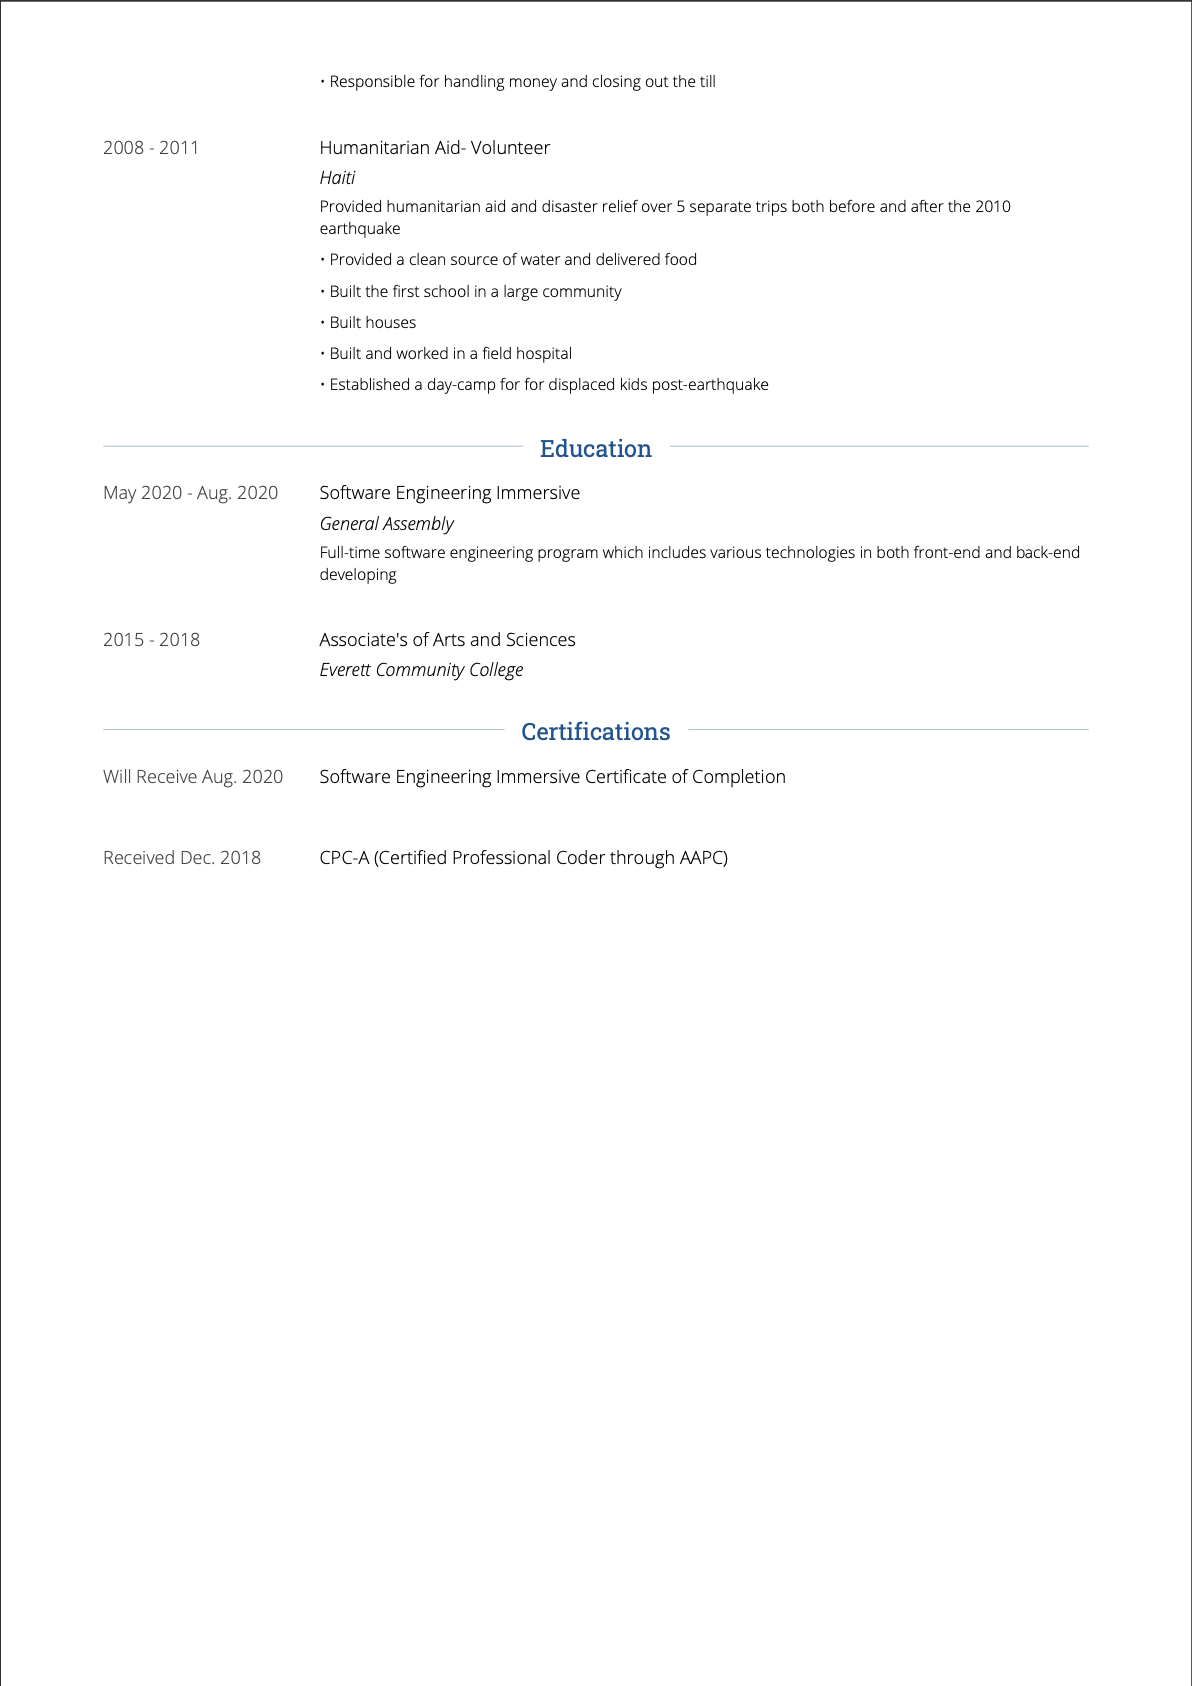 • Responsible for handling money and closing out the till
2008 - 2011
Humanitarian Aid- Volunteer
Haiti
Provided humanitarian aid and disaster relief over 5 separate trips both before and after the 2010
earthquake
• Provided a clean source of water and delivered food
• Built the first school in a large community
• Built houses
• Built and worked in a field hospital
• Established a day-camp for for displaced kids post-earthquake
Education
May 2020 - Aug. 2020
Software Engineering Immersive
General Assembly
Full-time software engineering program which includes various technologies in both front-end and back-end
developing
2015 - 2018
Associate's of Arts and Sciences
Everett Community College
Certifications
Will Receive Aug. 2020
Software Engineering Immersive Certificate of Completion
Received Dec. 2018
CPC-A (Certified Professional Coder through AAPC)